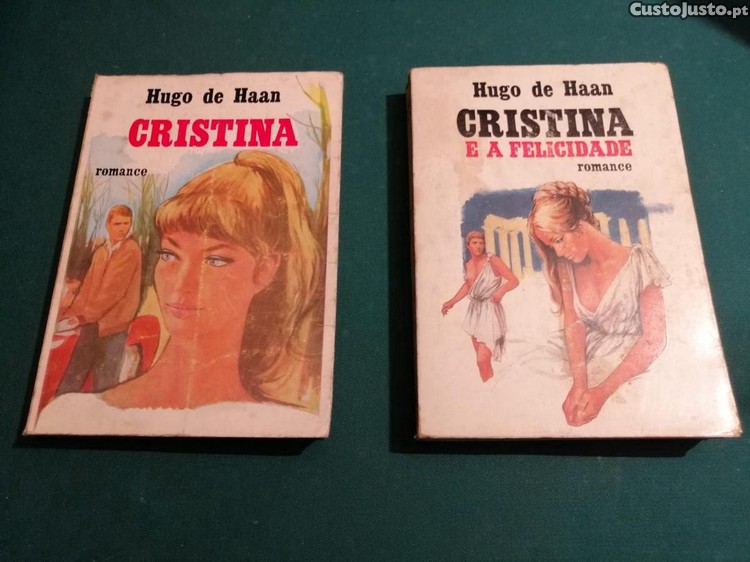 CustoJusto.pt
Hugo de Haan
CRISTINA
romance
Hugo de Haan
CRISTINA
E A FELICIDADE
romance